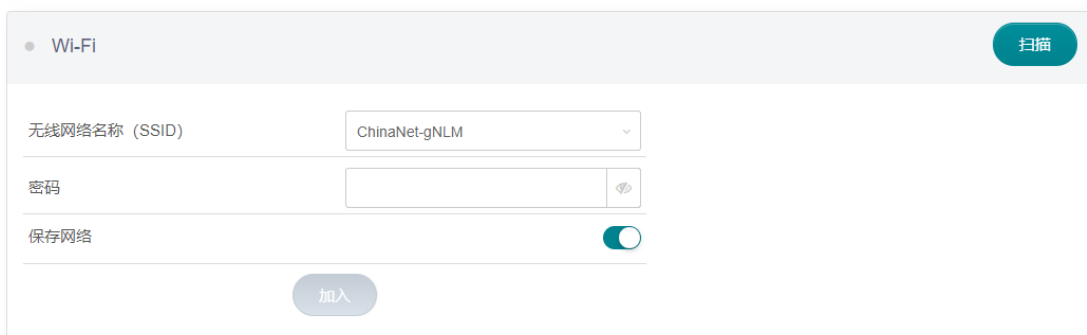 Wi-Fi
扫描
无线网络名称（SSID）
ChinaNet-gNLM
密码
保存网络
加入